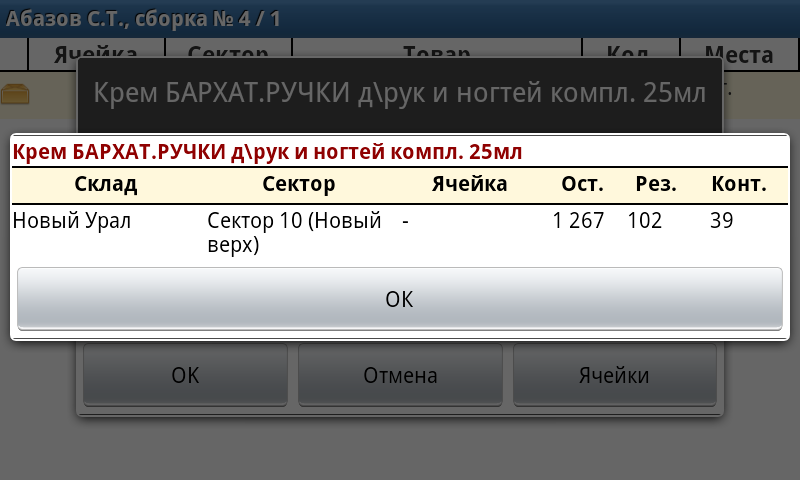 Абазов С.Т., сборка № 4 / 1
Ячейка Сектор Товар Кол. Места
Крем БАРХАТ.РУЧКИ д\рук и ногтей компл. 25мл
Крем БАРХАТ.РУЧКИ д\рук и ногтей компл. 25мл
Склад Сектор Ячейка Ост. Рез. Конт.
Новый Урал Сектор 10 (Новый - 1 267 102 39
верх)
OK
OK Отмена Ячейки